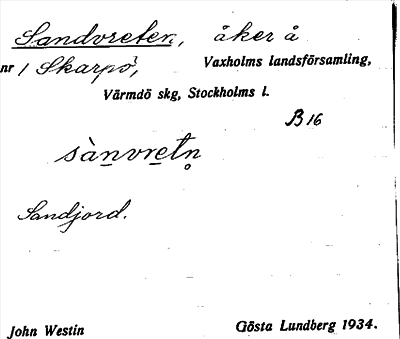 Sandvreten, åker å
nr 1 Skarpö, Vaxholms landsförsamling,
Värmdö skg, Stockholms l.
B 16
sànvretn̥
Sandjord.
John Westin Gösta Lundberg 1934.